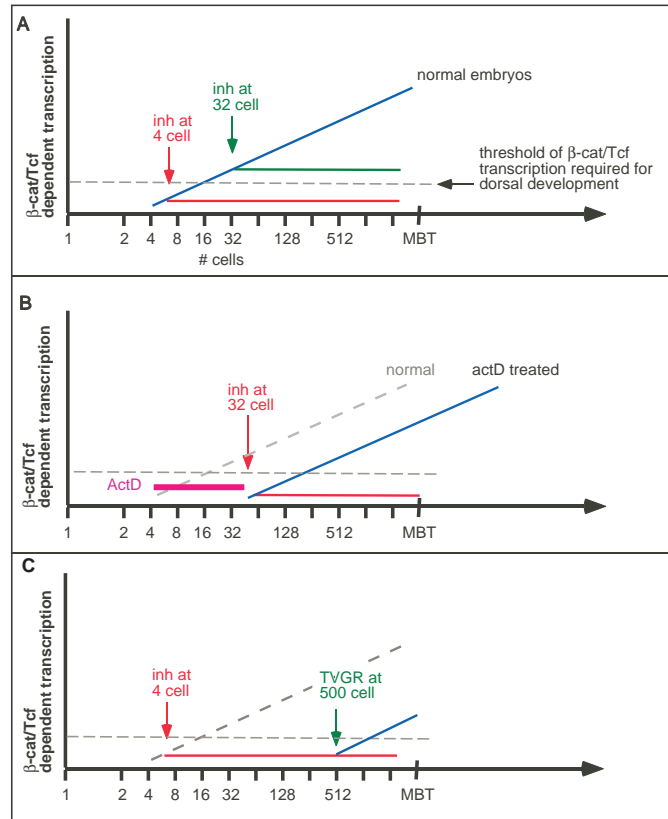 A
β-cat/Tcf
dependent transcription
inh at
4 cell
inh at
32 cell
normal embryos
threshold of β-cat/Tcf
transcription required for
dorsal development
1 2 4 8 16 32 128 512 MBT
# cells
B
β-cat/Tcf
dependent transcription
normal
actD treated
inh at
32 cell
ActD
1 2 4 8 16 32 128 512 MBT
C
β-cat/Tcf
dependent transcription
inh at
4 cell
T∀GR at
500 cell
1 2 4 8 16 32 128 512 MBT